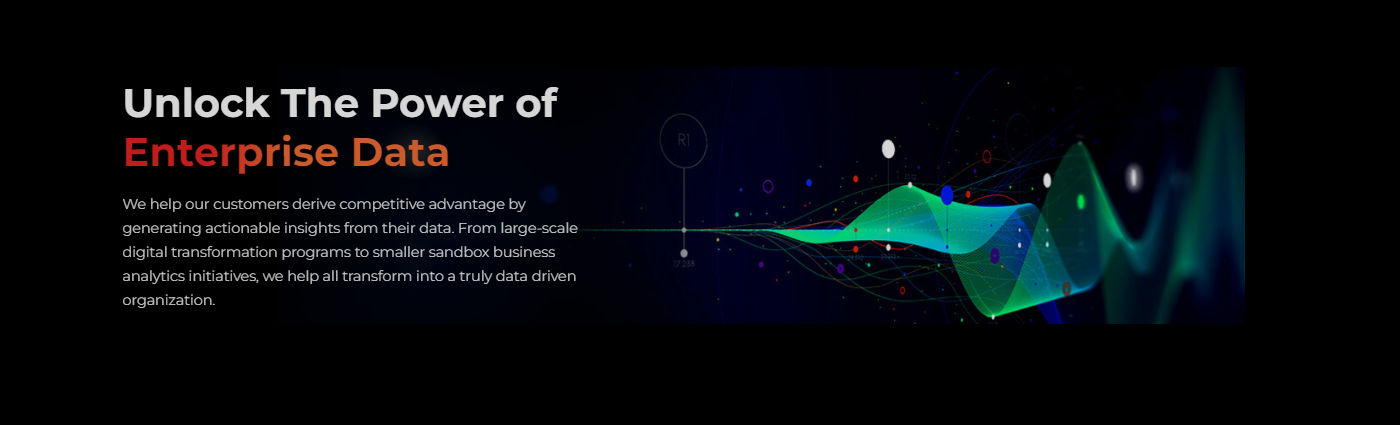 Unlock The Power of
Enterprise Data
We help our customers derive competitive advantage by
generating actionable insights from their data. From large-scale
digital transformation programs to smaller sandbox business
analytics initiatives, we help all transform into a truly data driven
organization.
R1